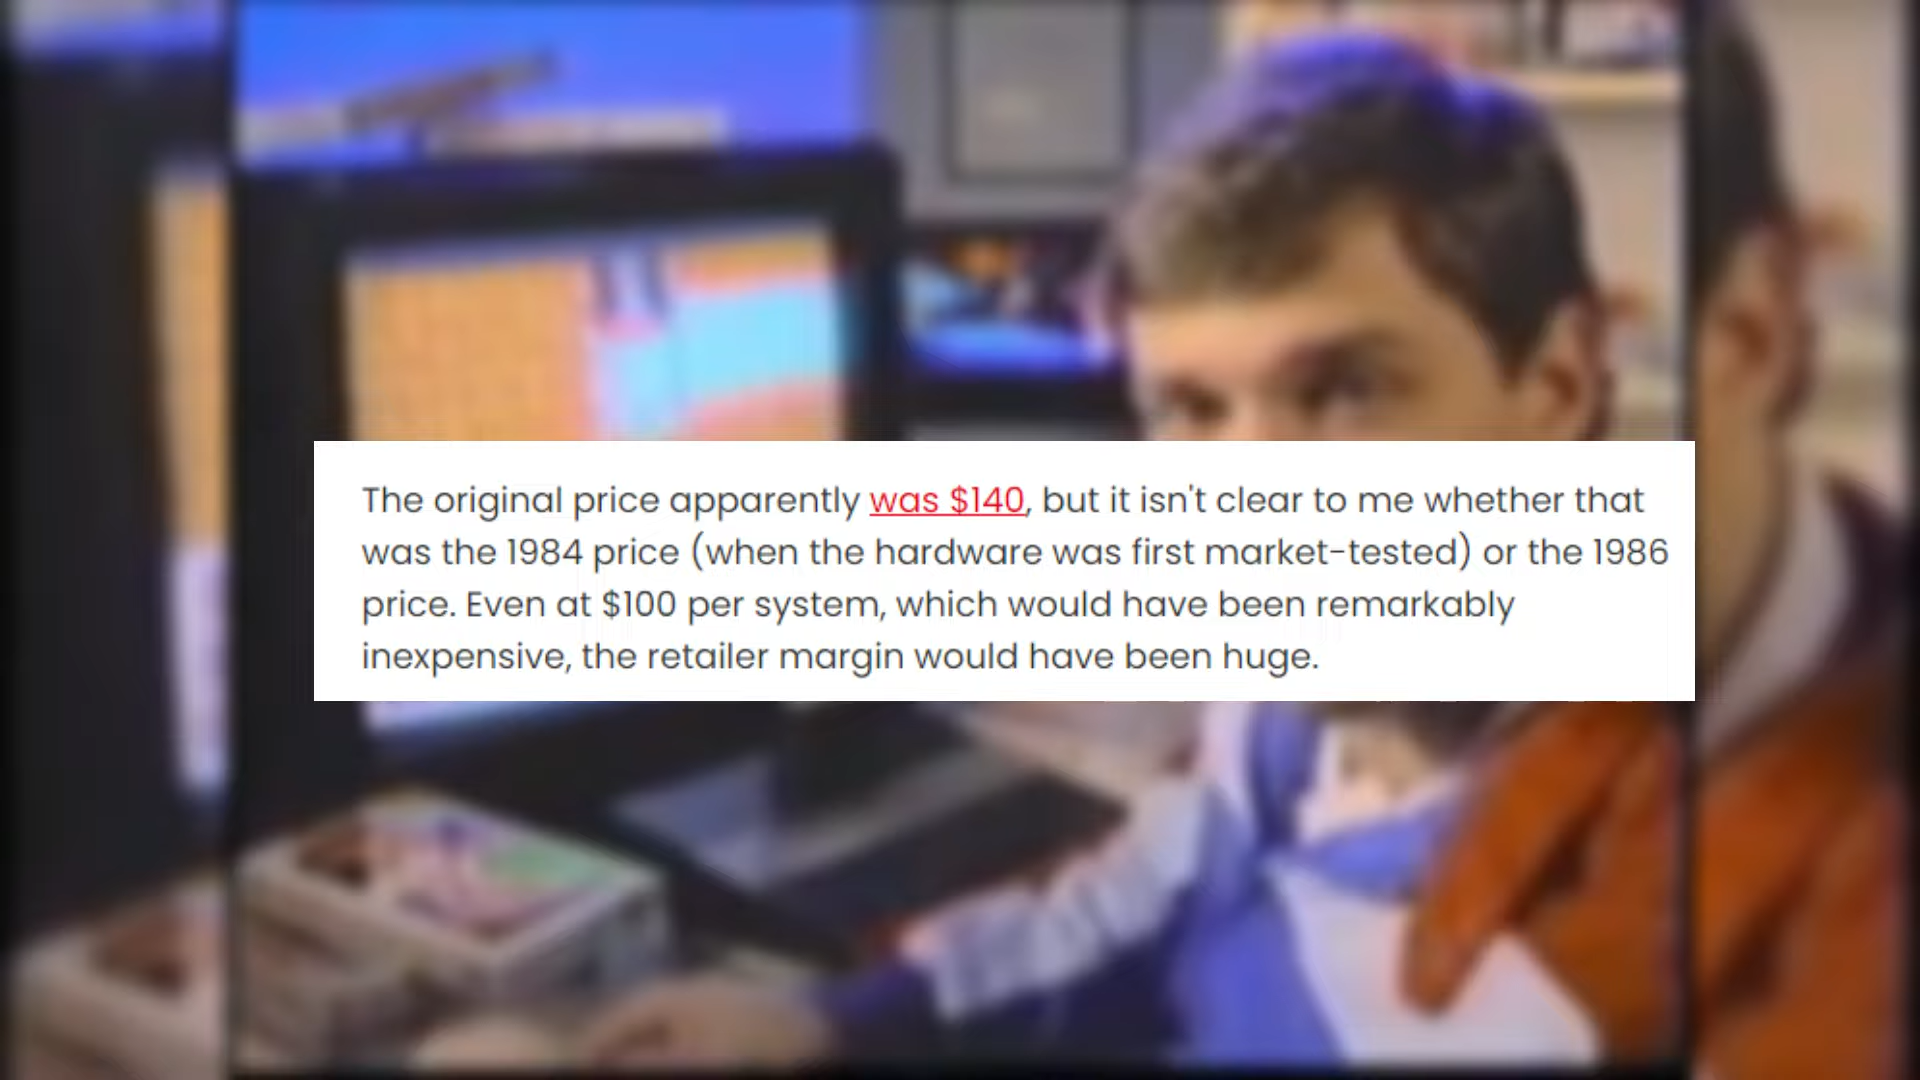 The original price apparently was $140, but it isn't clear to me whether that
was the 1984 price (when the hardware was first market-tested) or the 1986
price. Even at $100 per system, which would have been remarkably
inexpensive, the retailer margin would have been huge.